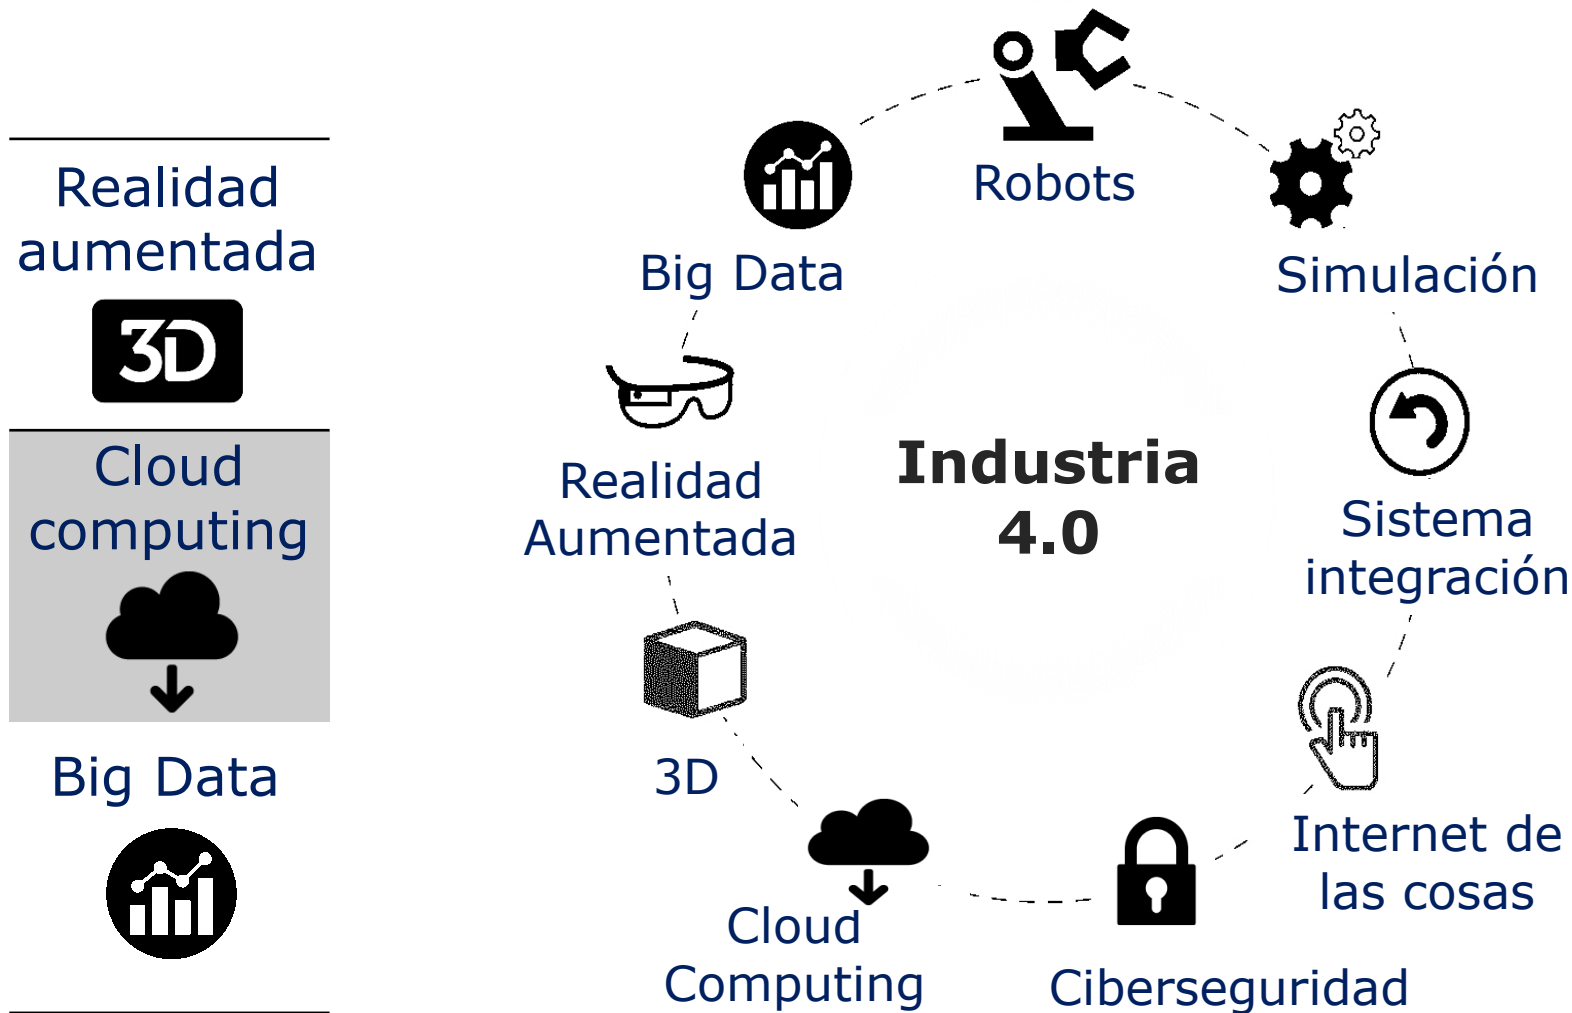 Realidad
aumentada
3D
Cloud
computing
Big Data
Robots
Big Data
Simulación
Realidad
Aumentada
Industria
4.0
Sistema
integración
3D
Internet de
las cosas
Cloud
Computing
Ciberseguridad